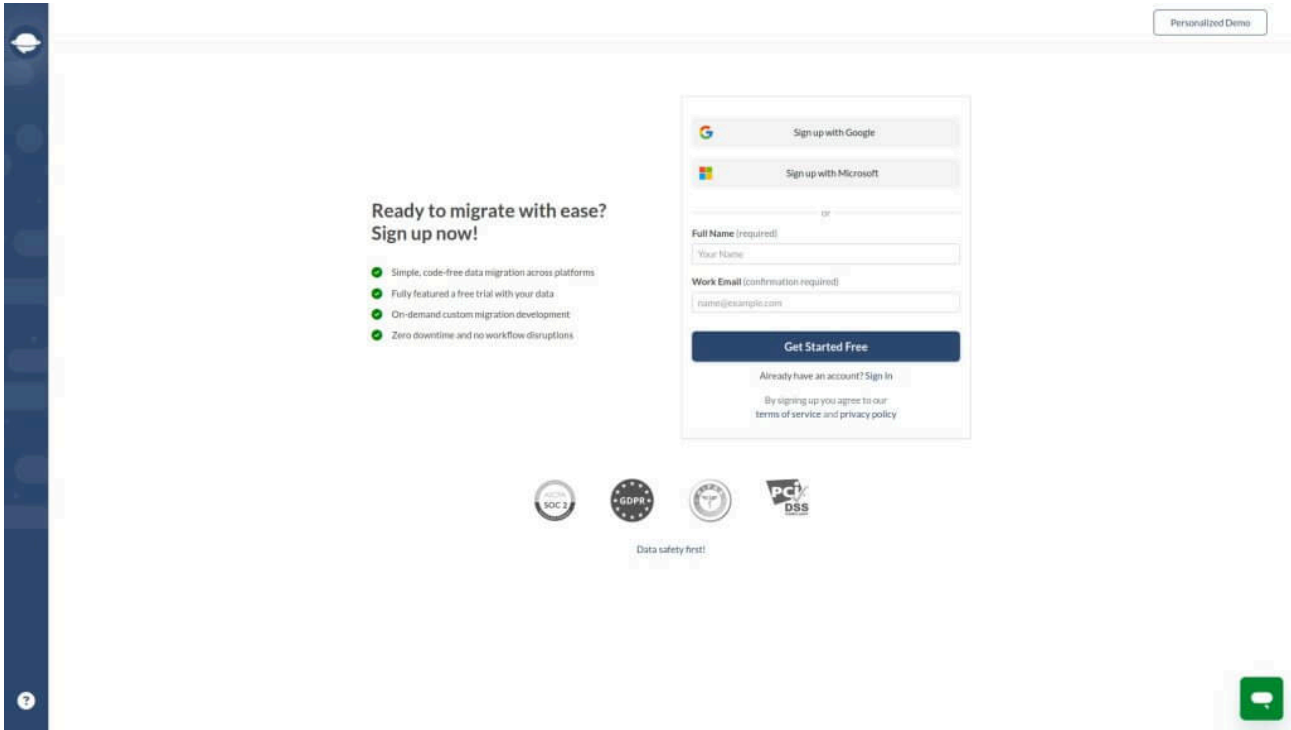 Personalized Demo
Sign up with Google
Sign up with Microsoft
or
Ready to migrate with ease?
Sign up now!
Simple, code-free data migration across platforms
Fully featured a free trial with your data
On-demand custom migration development
Zero downtime and no workflow disruptions
Full Name (required)
Your Name
Work Email (confirmation required)
name@example.com
Get Started Free
Already have an account? Sign In
By signing up you agree to our
terms of service and privacy policy
SOC 2
GDPR
PCI
DSS
Data safety first!
?